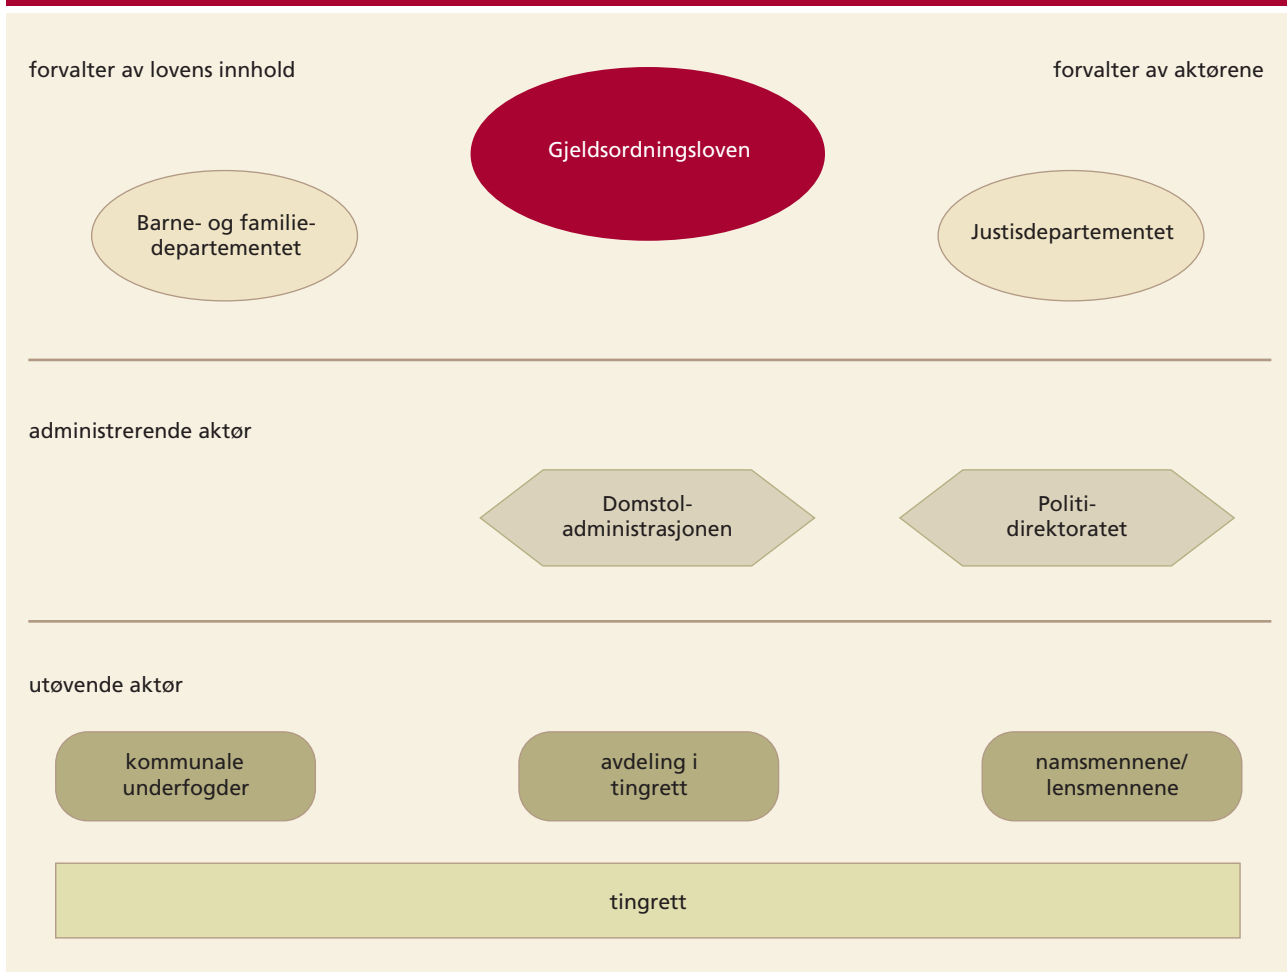 forvalter av lovens innhold
forvalter av aktørene
Gjeldsordningsloven
Barne- og familie-
departementet
Justisdepartementet
administrerende aktør
Domstol-
administrasjonen
Politi-
direktoratet
utøvende aktør
kommunale
underfogder
avdeling i
tingrett
namsmennene/
lensmennene
tingrett